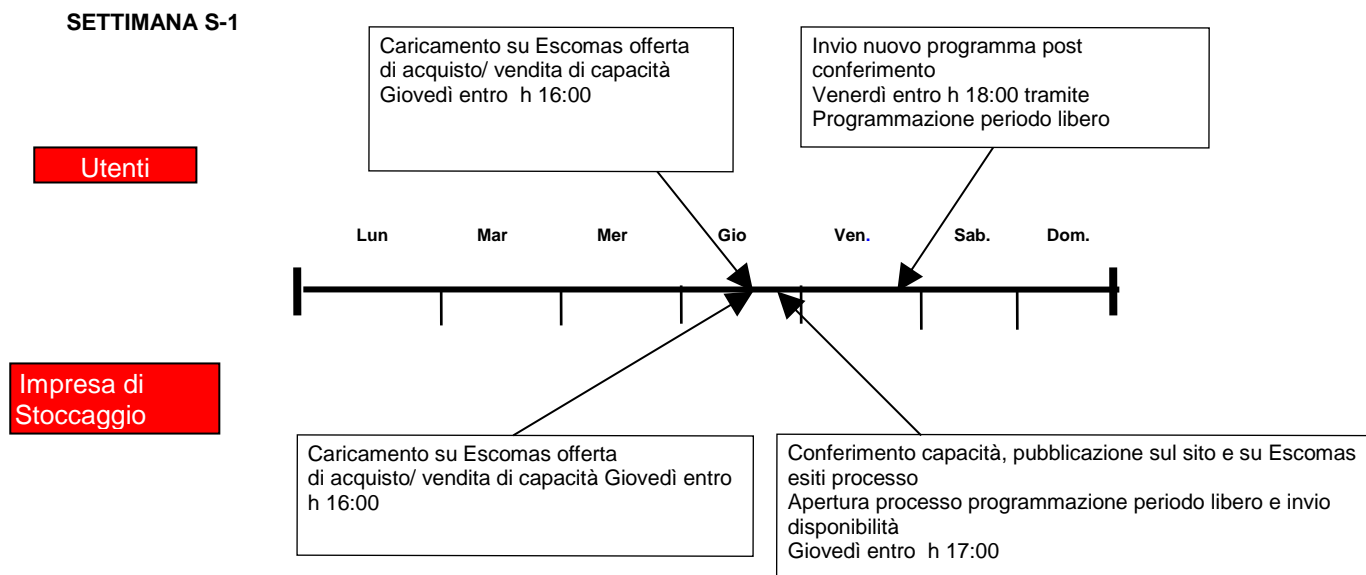 SETTIMANA S-1
Caricamento su Escomas offerta
di acquisto/ vendita di capacità
Giovedì entro h 16:00
Invio nuovo programma post
conferimento
Venerdì entro h 18:00 tramite
Programmazione periodo libero
Utenti
Lun Mar Mer Gio Ven. Sab. Dom.
Impresa di
Stoccaggio
Caricamento su Escomas offerta
di acquisto/ vendita di capacità Giovedì entro
h 16:00
Conferimento capacità, pubblicazione sul sito e su Escomas
esiti processo
Apertura processo programmazione periodo libero e invio
disponibilità
Giovedì entro h 17:00